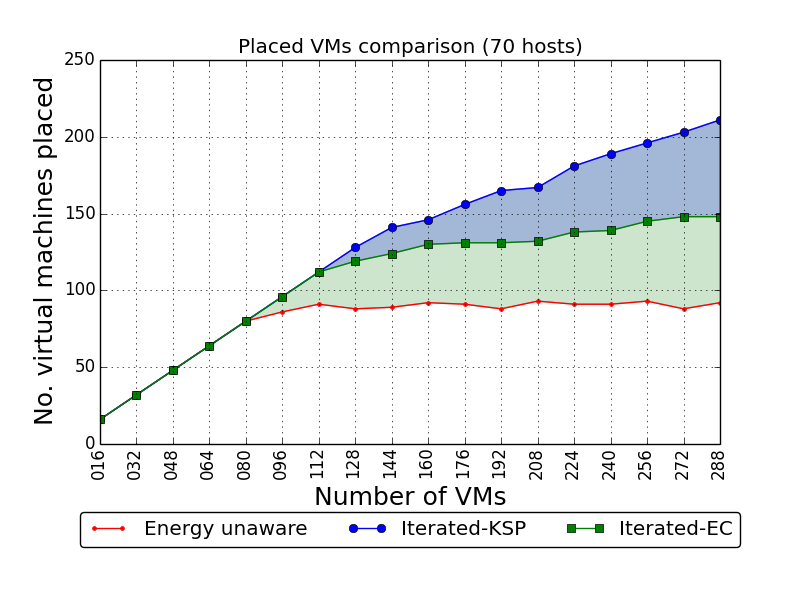 Placed VMs comparison (70 hosts)
No. virtual machines placed
250
200
150
100
50
0
016 032 048 064 080 096 112 128 144 160 176 192 208 224 240 256 272 288
Number of VMs
Energy unaware Iterated-KSP Iterated-EC